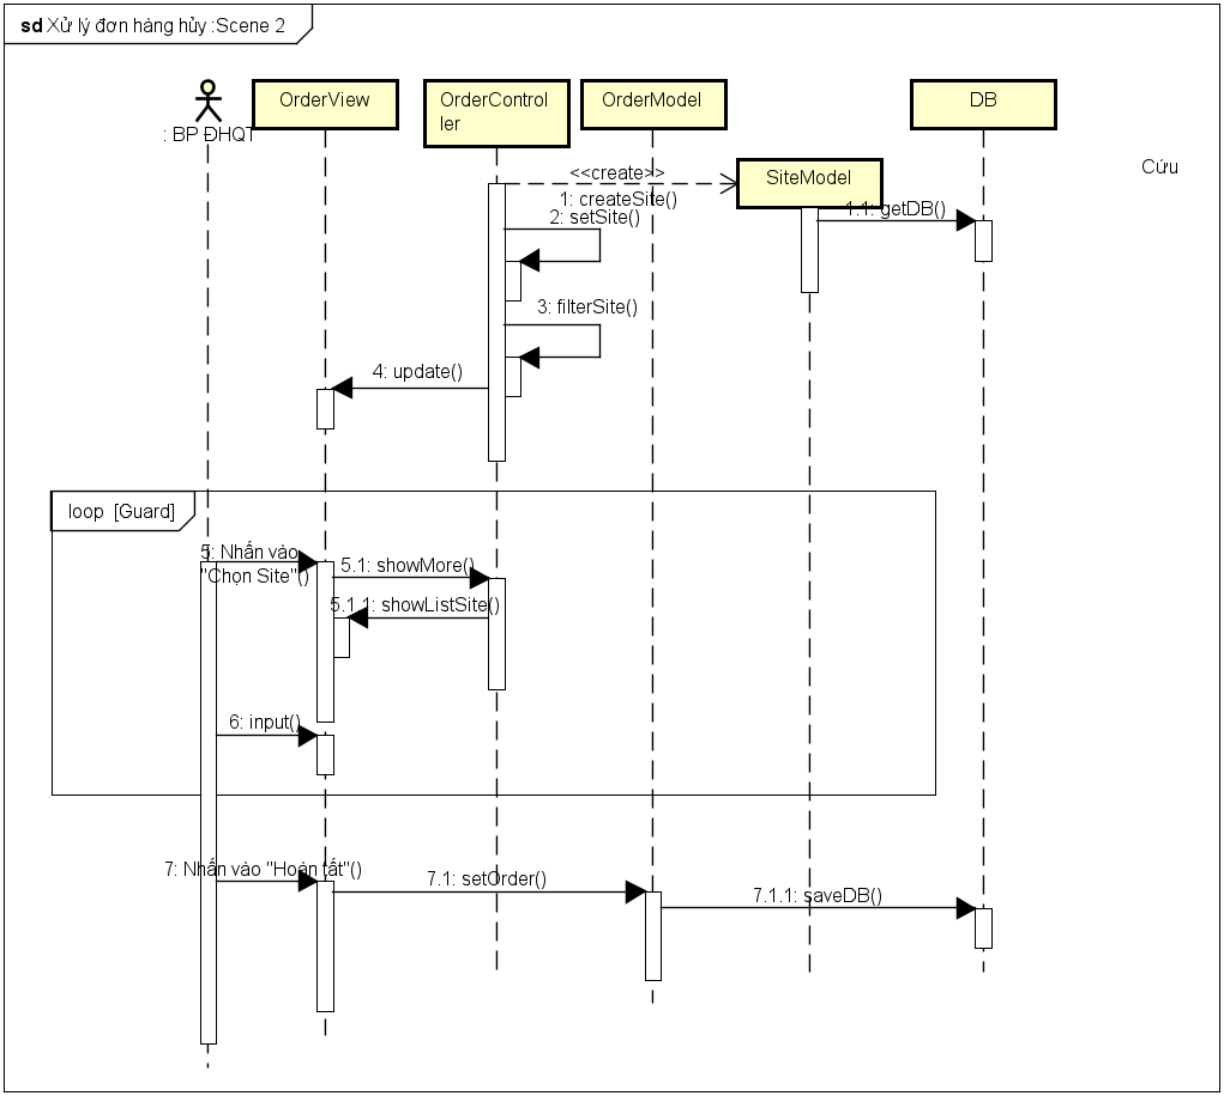 sd Xử lý đơn hàng hủy :Scene 2
: BP ĐHQT
OrderView
OrderControl
ler
OrderModel
DB
SiteModel
Cứu
<<create>>
1: createSite()
1.1: getDB()
2: setSite()
3: filterSite()
4: update()
loop [Guard]
5: Nhấn vào
"Chọn Site"()
5.1: showMore()
5.1.1: showListSite()
6: input()
7: Nhấn vào "Hoàn tất"()
7.1: setOrder()
7.1.1: saveDB()